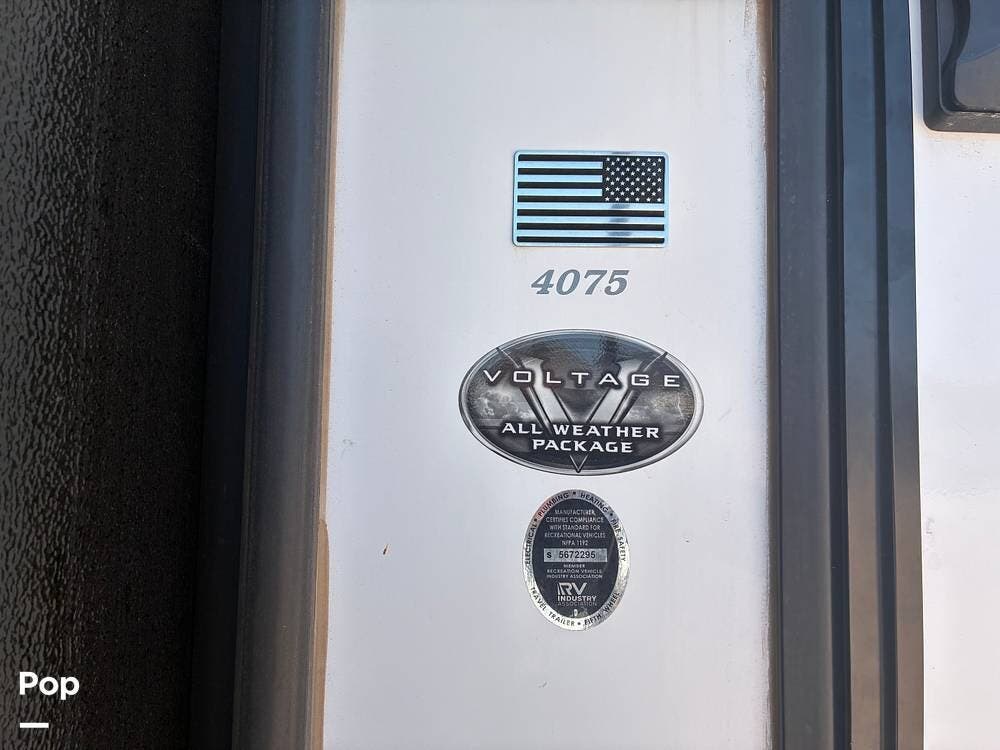 4075
VOLTAGE
ALL WEATHER
PACKAGE
ELECTRICAL • PLUMBING • HEATING • FIRE SAFETY
MANUFACTURER
CERTIFIES COMPLIANCE
WITH STANDARD FOR
RECREATIONAL VEHICLES
NFPA 1192
S 5672295
MEMBER
RECREATION VEHICLE
INDUSTRY ASSOCIATION
RV
INDUSTRY
ASSOCIATION
TRAVEL TRAILER • FIFTH WHEEL
Pop